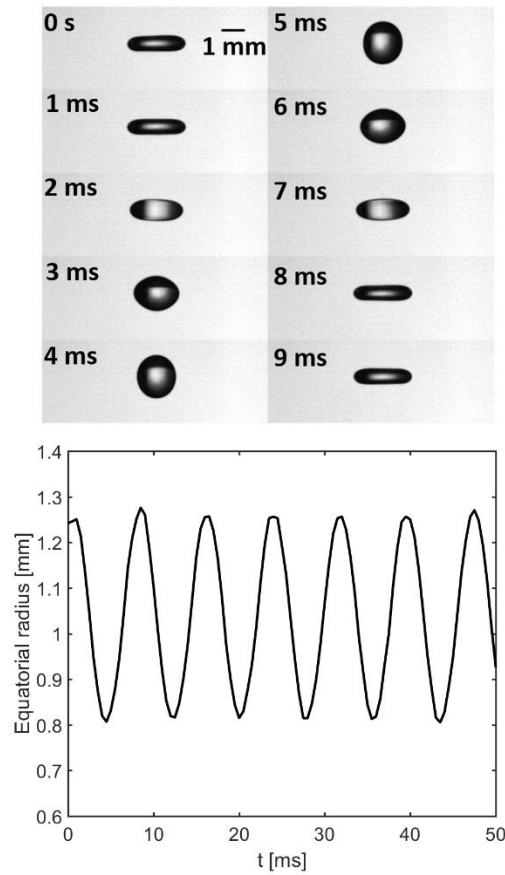 0 s
1 mm
1 ms
2 ms
3 ms
4 ms
5 ms
6 ms
7 ms
8 ms
9 ms
1.4
1.3
1.2
1.1
1
0.9
0.8
0.7
0.6
Equatorial radius [mm]
0 10 20 30 40 50
t [ms]